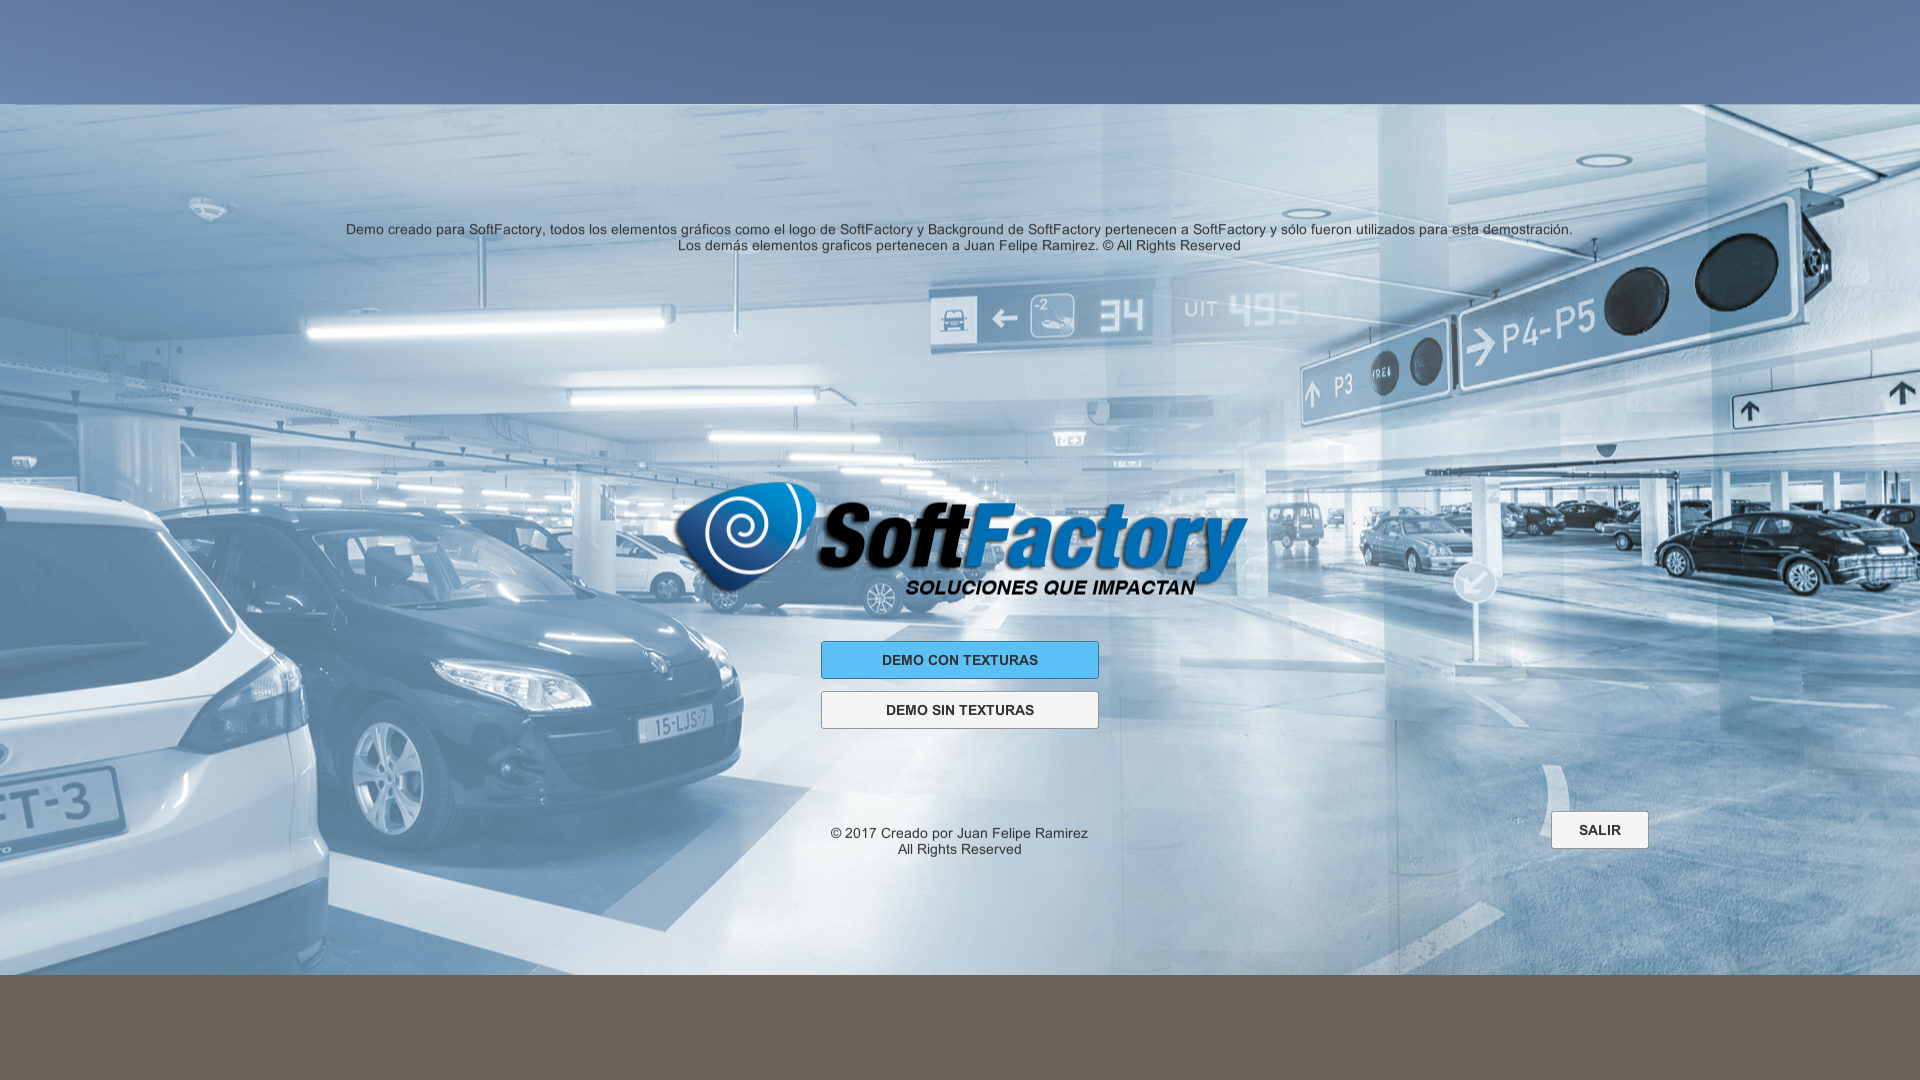 Demo creado para SoftFactory, todos los elementos gráficos como el logo de SoftFactory y Background de SoftFactory pertenecen a SoftFactory y sólo fueron utilizados para esta demostración.
Los demás elementos graficos pertenecen a Juan Felipe Ramirez. © All Rights Reserved
-2
34
UIT 495
P4-P5
P3
SoftFactory
SOLUCIONES QUE IMPACTAN
DEMO CON TEXTURAS
DEMO SIN TEXTURAS
15-LJS-7
FT-3
© 2017 Creado por Juan Felipe Ramirez
All Rights Reserved
SALIR